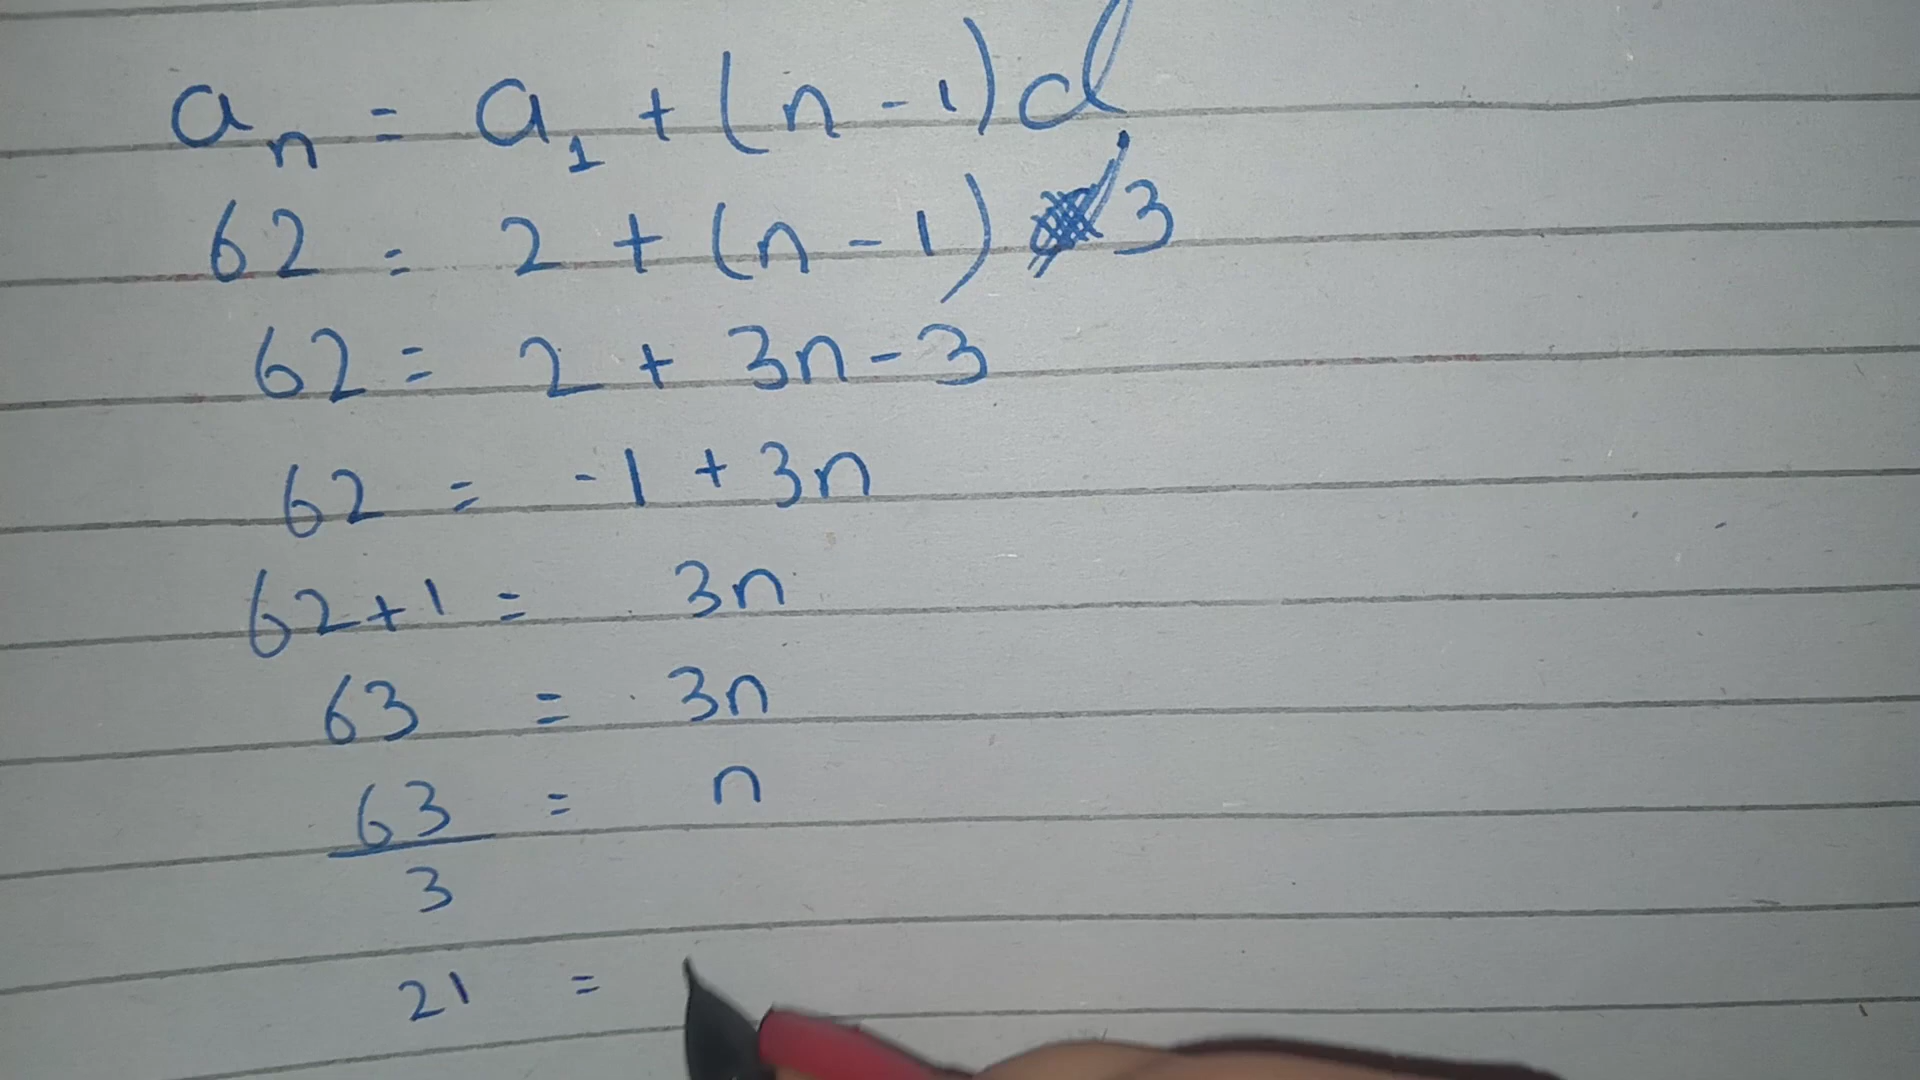 aₙ = a₁ + (n - 1)d
62 = 2 + (n - 1) 3
62 = 2 + 3n - 3
62 = -1 + 3n
62 + 1 = 3n
63 = 3n
63/3 = n
21 =